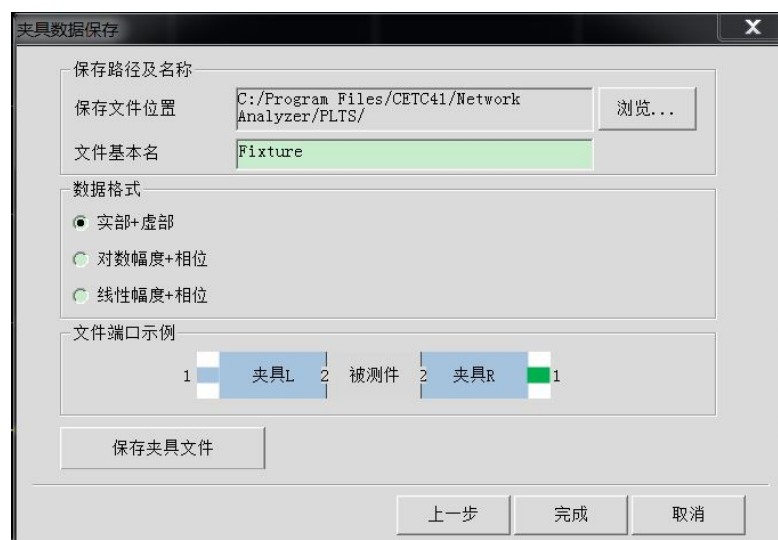 夹具数据保存
X
保存路径及名称
保存文件位置
C:/Program Files/CETC41/Network
Analyzer/PLTS/
浏览...
文件基本名
Fixture
数据格式
实部+虚部
对数幅度+相位
线性幅度+相位
文件端口示例
1 夹具L 2 被测件 2 夹具R 1
保存夹具文件
上一步 完成 取消